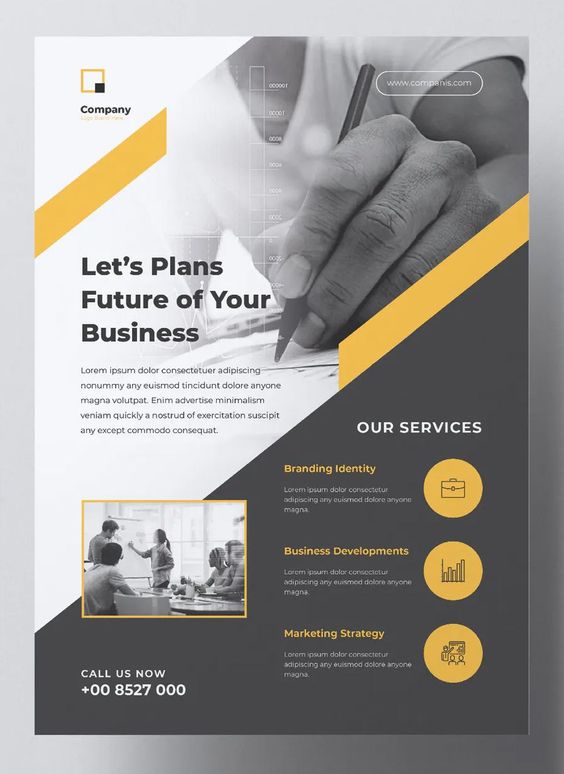 Company
www.companis.com
Let's Plans
Future of Your
Business
Lorem ipsum dolor consectetuer adipiscing
nonummy any euismod tincidunt dolore anyone
magna volutpat. Enim advertise minimalism
veniam quickly a nostrud of exercitation suscipit
any except commodo consequat.
OUR SERVICES
Branding Identity
Lorem ipsum dolor consectetur
adipiscing any euismod dolore anyone
magna.
Business Developments
Lorem ipsum dolor consectetur
adipiscing any euismod dolore anyone
magna.
Marketing Strategy
Lorem ipsum dolor consectetur
adipiscing any euismod dolore anyone
magna.
CALL US NOW
+00 8527 000